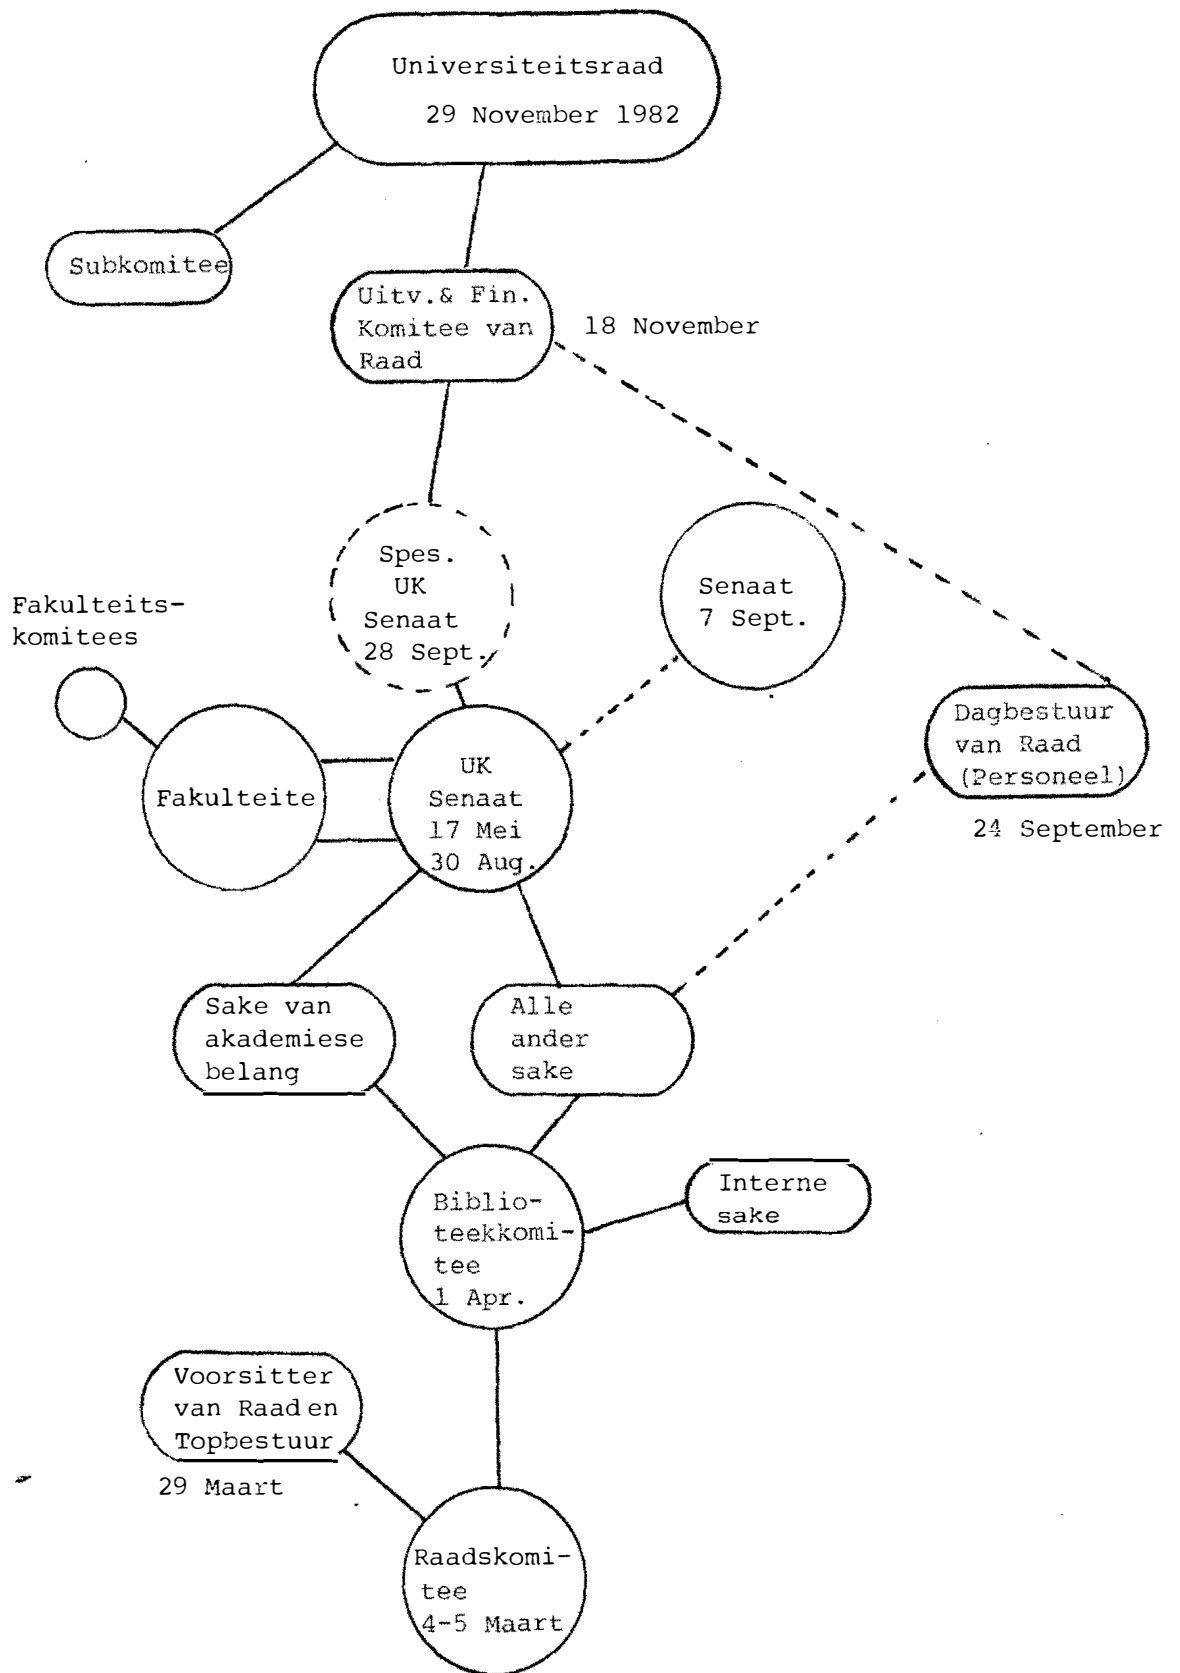 Universiteitsraad
29 November 1982
Subkomitee
Uitv.& Fin.
Komitee van
Raad
18 November
Spes.
UK
Senaat
28 Sept.
Senaat
7 Sept.
Fakulteits-
komitees
Dagbestuur
van Raad
(Personeel)
24 September
Fakulteite
UK
Senaat
17 Mei
30 Aug.
Sake van
akademiese
belang
Alle
ander
sake
Biblio-
teekkomi-
tee
1 Apr.
Interne
sake
Voorsitter
van Raad en
Topbestuur
29 Maart
Raadskomi-
tee
4-5 Maart